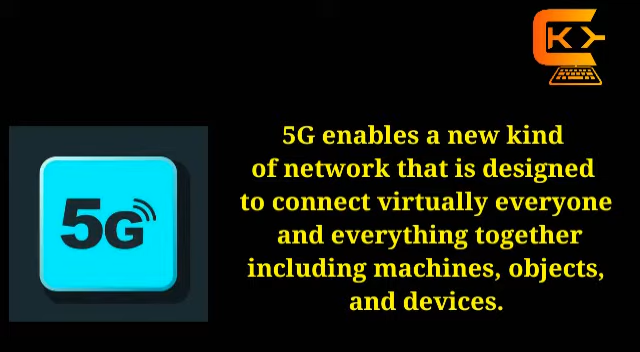 CKY
5G
5G enables a new kind
of network that is designed
to connect virtually everyone
and everything together
including machines, objects,
and devices.